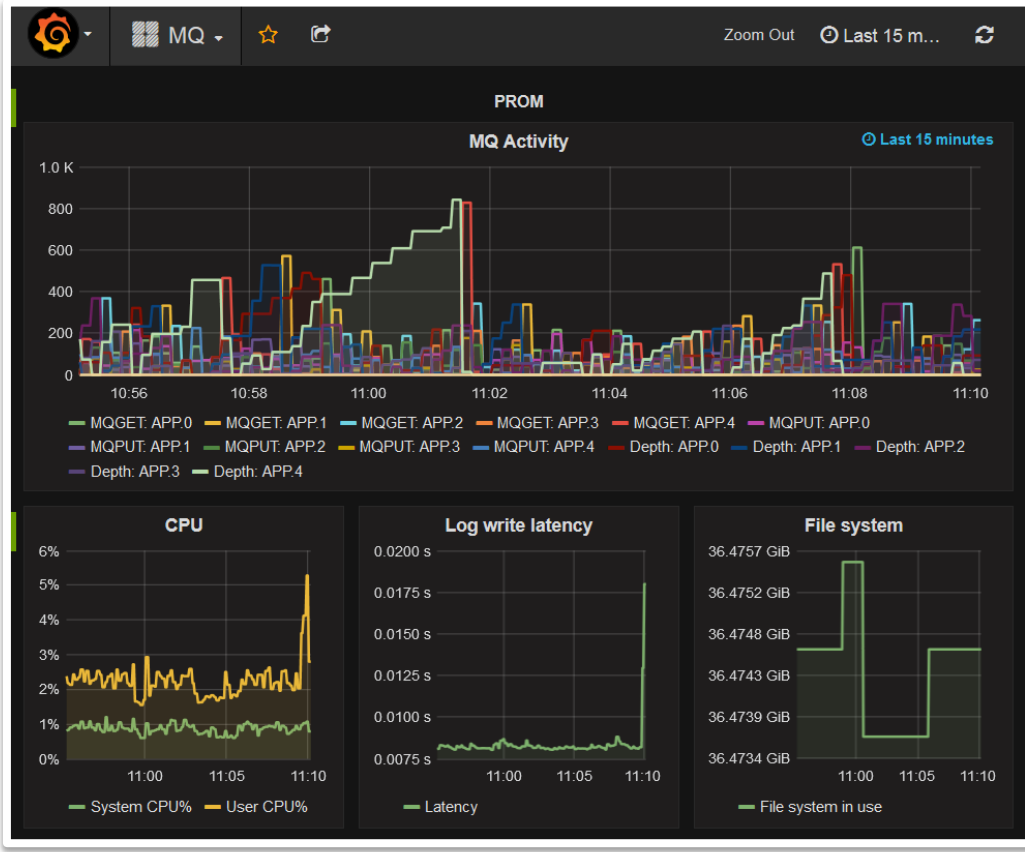 MQ
Zoom Out
Last 15 m...
PROM
MQ Activity
Last 15 minutes
1.0 K
800
600
400
200
0
10:56 10:58 11:00 11:02 11:04 11:06 11:08 11:10
MQGET: APP.0 MQGET: APP.1 MQGET: APP.2 MQGET: APP.3 MQGET: APP.4 MQPUT: APP.0
MQPUT: APP.1 MQPUT: APP.2 MQPUT: APP.3 MQPUT: APP.4 Depth: APP.0 Depth: APP.1 Depth: APP.2
Depth: APP.3 Depth: APP.4
CPU
6%
5%
4%
3%
2%
1%
0%
11:00 11:05 11:10
System CPU% User CPU%
Log write latency
0.0200 s
0.0175 s
0.0150 s
0.0125 s
0.0100 s
0.0075 s
11:00 11:05 11:10
Latency
File system
36.4757 GiB
36.4752 GiB
36.4748 GiB
36.4743 GiB
36.4739 GiB
36.4734 GiB
11:00 11:05 11:10
File system in use